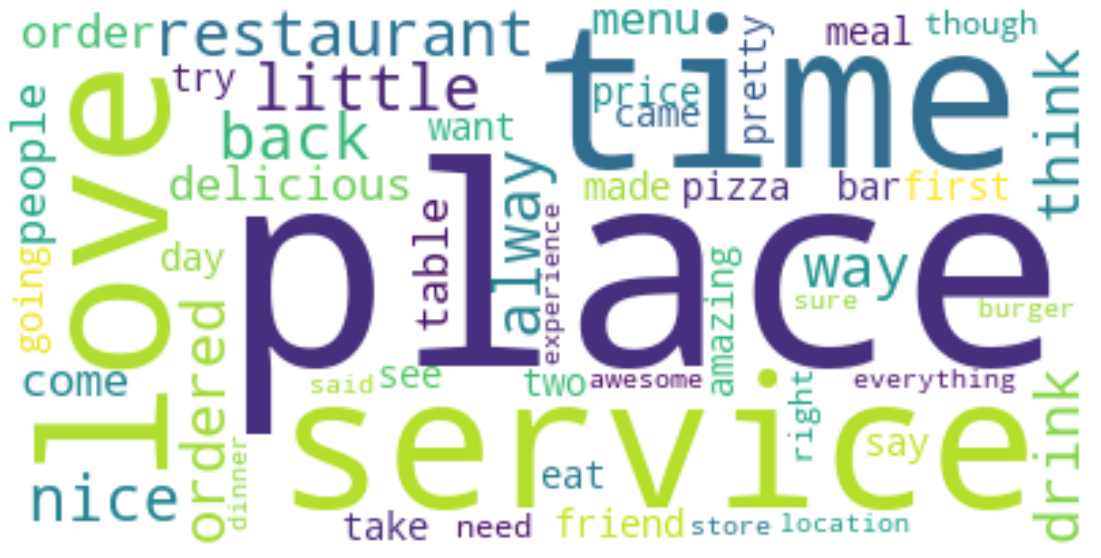 order
restaurant
menu
meal
though
try
little
time
price
came
pretty
think
people
love
back
want
delicious
made
pizza
bar
first
going
day
place
table
alway
experience
way
sure
burger
amazing
come
ordered
said
see
two
awesome
everything
nice
dinner
service
right
say
drink
eat
take
need
friend
store
location